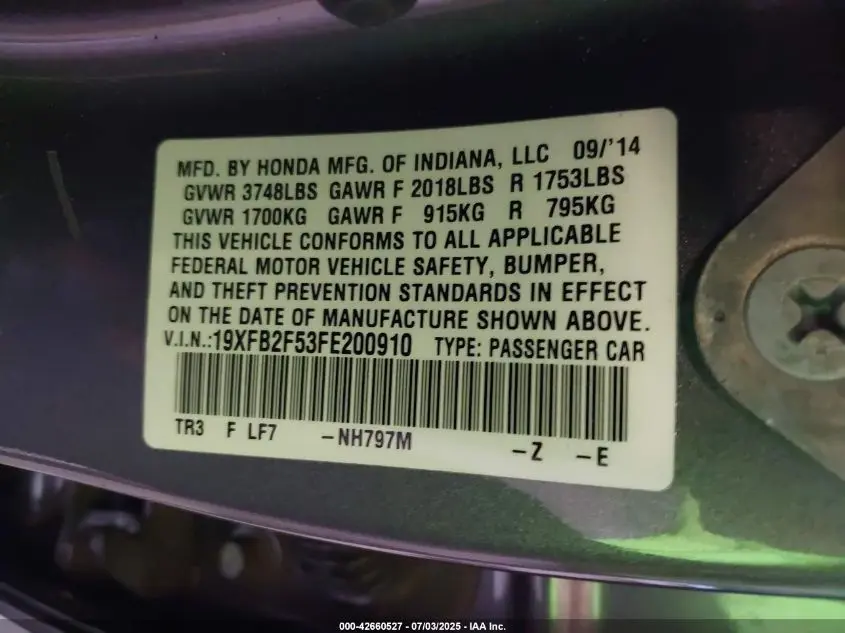 MFD. BY HONDA MFG. OF INDIANA, LLC 09/'14
GVWR 3748LBS GAWR F 2018LBS R 1753LBS
GVWR 1700KG GAWR F 915KG R 795KG
THIS VEHICLE CONFORMS TO ALL APPLICABLE
FEDERAL MOTOR VEHICLE SAFETY, BUMPER,
AND THEFT PREVENTION STANDARDS IN EFFECT
ON THE DATE OF MANUFACTURE SHOWN ABOVE.
V.I.N.:19XFB2F53FE200910 TYPE: PASSENGER CAR
TR3 F LF7 -NH797M -Z -E
000-42660527 - 07/03/2025 - IAA Inc.